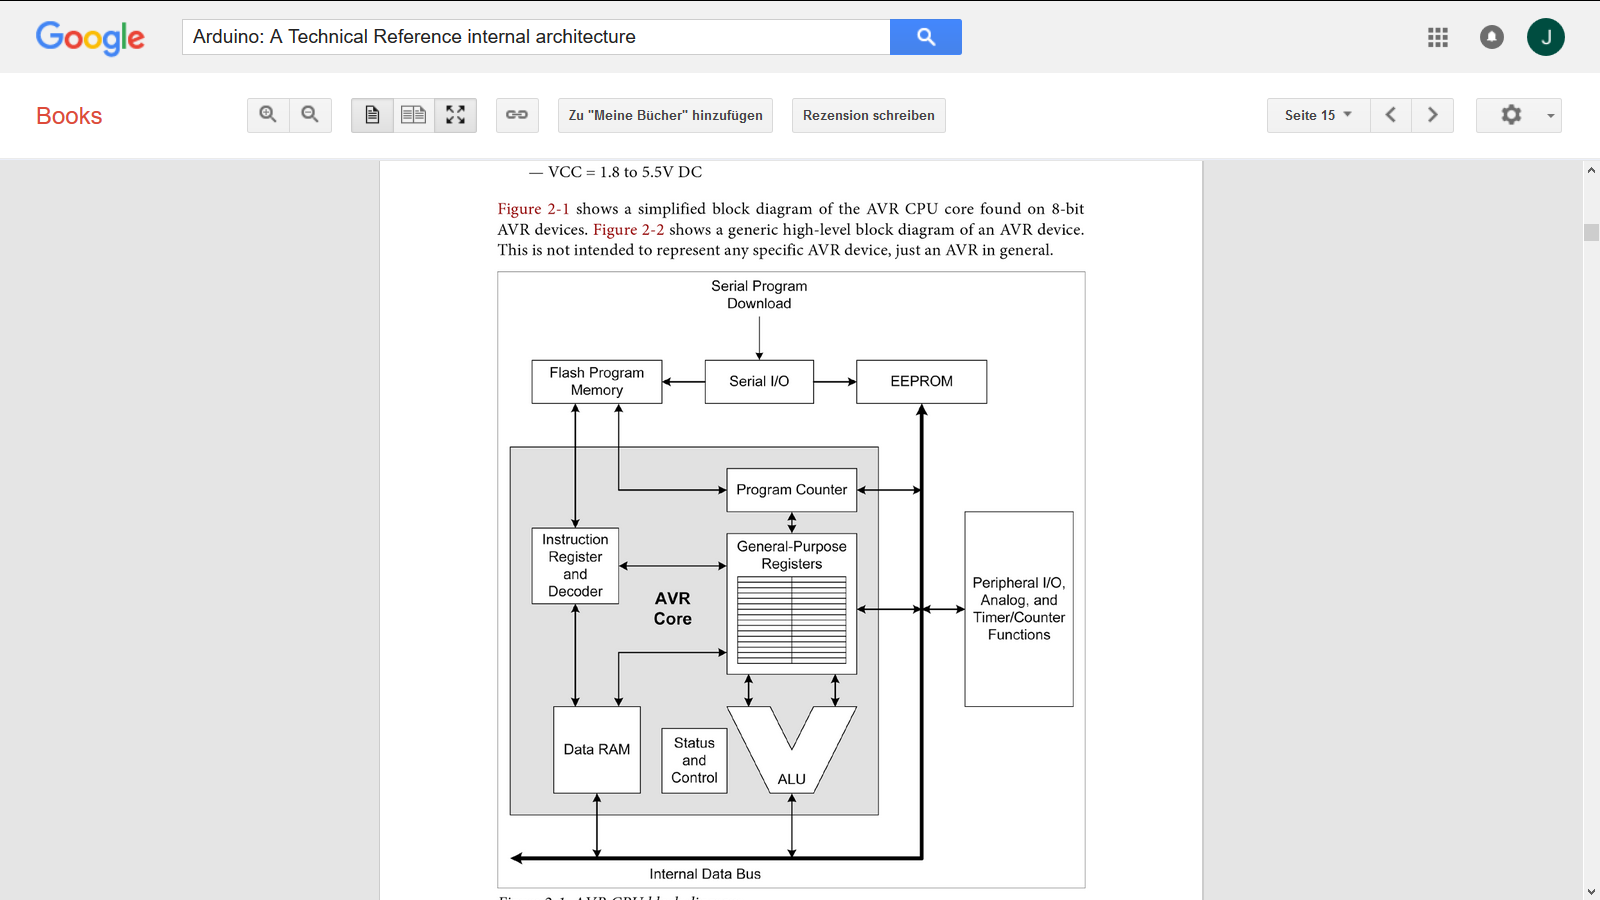 Google
Arduino: A Technical Reference internal architecture
J
Books
Zu "Meine Bücher" hinzufügen
Rezension schreiben
Seite 15
— VCC = 1.8 to 5.5V DC
Figure 2-1 shows a simplified block diagram of the AVR CPU core found on 8-bit
AVR devices. Figure 2-2 shows a generic high-level block diagram of an AVR device.
This is not intended to represent any specific AVR device, just an AVR in general.
Serial Program
Download
Flash Program
Memory
Serial I/O
EEPROM
Program Counter
Instruction
Register
and
Decoder
General-Purpose
Registers
AVR
Core
Peripheral I/O,
Analog, and
Timer/Counter
Functions
Data RAM
Status
and
Control
ALU
Internal Data Bus